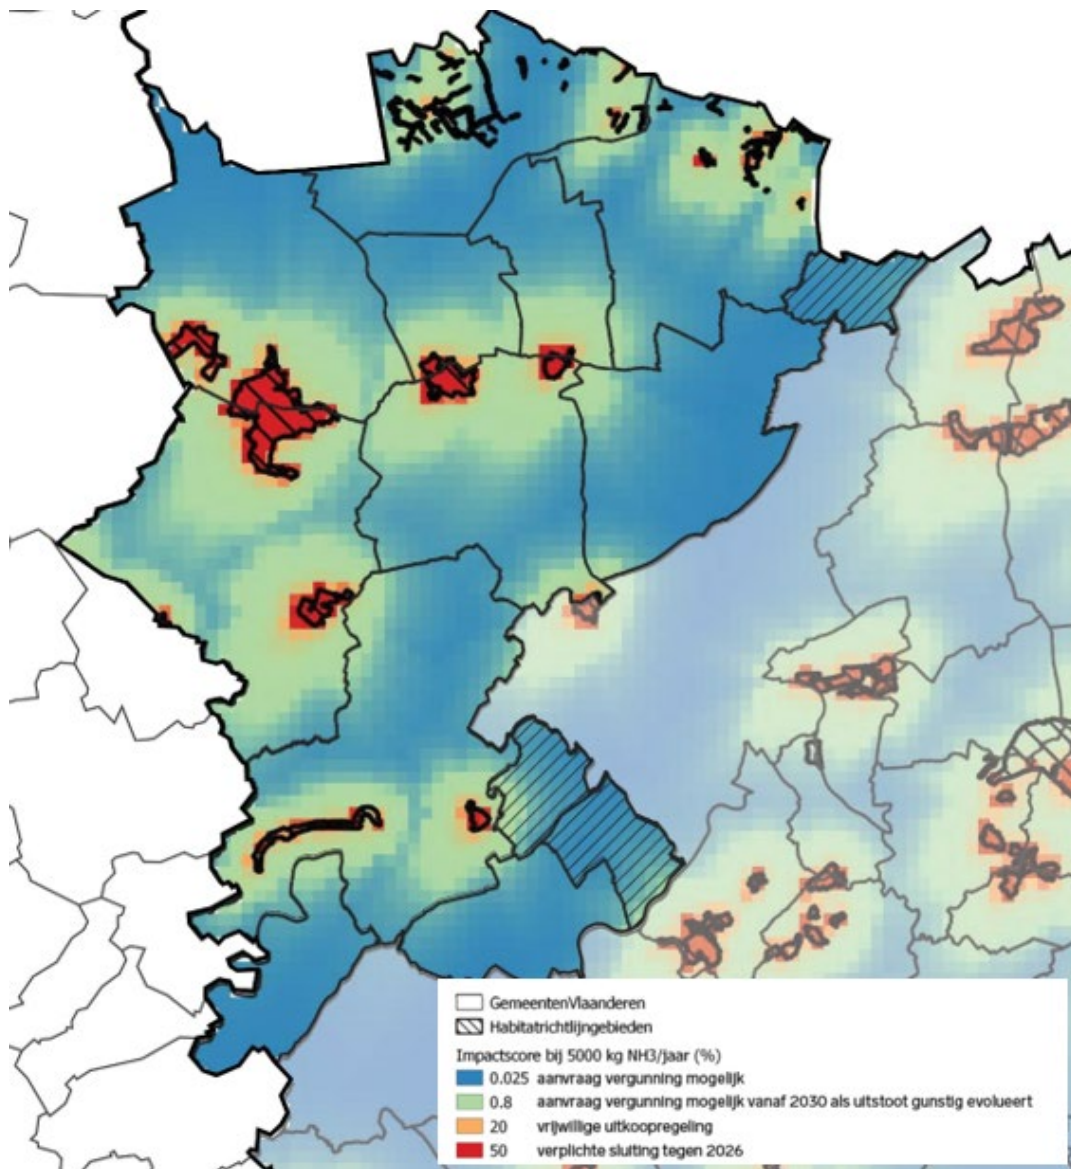 GemeentenVlaanderen
Habitatrichtlijngebieden
Impactscore bij 5000 kg NH3/jaar (%)
0.025 aanvraag vergunning mogelijk
0.8 aanvraag vergunning mogelijk vanaf 2030 als uitstoot gunstig evolueert
20 vrijwillige uitkoopregeling
50 verplichte sluiting tegen 2026